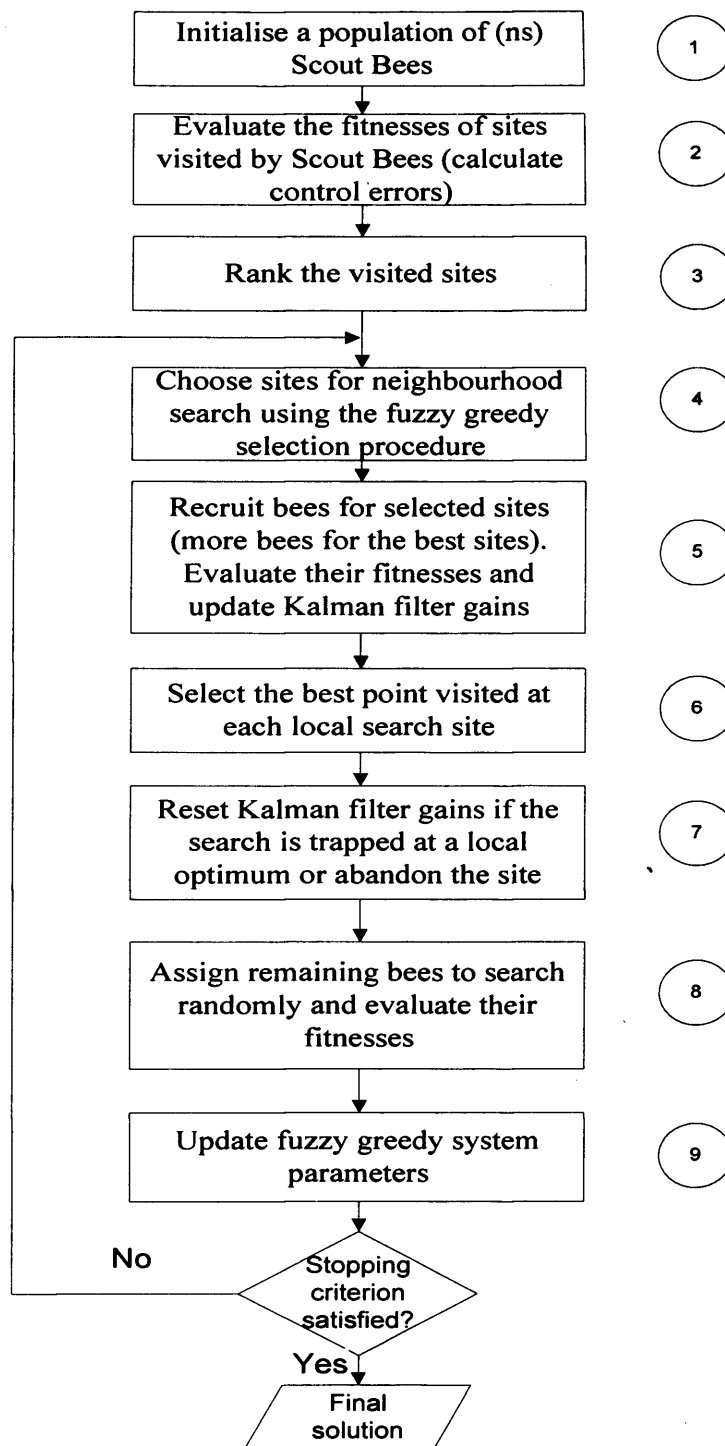 Initialise a population of (ns)
Scout Bees
1
Evaluate the fitnesses of sites
visited by Scout Bees (calculate
control errors)
2
Rank the visited sites
3
Choose sites for neighbourhood
search using the fuzzy greedy
selection procedure
4
Recruit bees for selected sites
(more bees for the best sites).
Evaluate their fitnesses and
update Kalman filter gains
5
Select the best point visited at
each local search site
6
Reset Kalman filter gains if the
search is trapped at a local
optimum or abandon the site
7
Assign remaining bees to search
randomly and evaluate their
fitnesses
8
Update fuzzy greedy system
parameters
9
No
Stopping
criterion
satisfied?
Yes
Final
solution